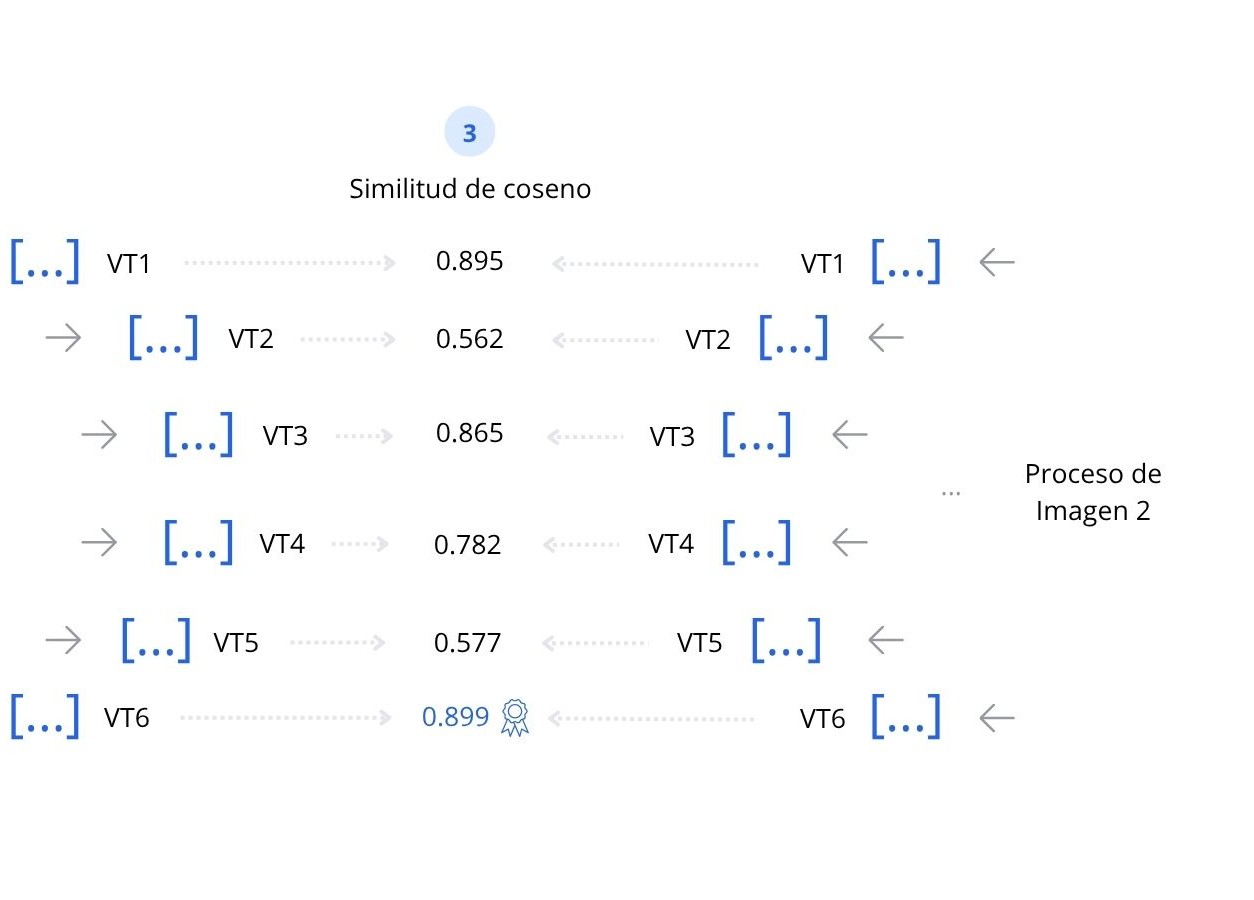 3
Similitud de coseno
[...] VT1 0.895 VT1 [...]
[...] VT2 0.562 VT2 [...]
[...] VT3 0.865 VT3 [...]
... Proceso de
Imagen 2
[...] VT4 0.782 VT4 [...]
[...] VT5 0.577 VT5 [...]
[...] VT6 0.899 VT6 [...]